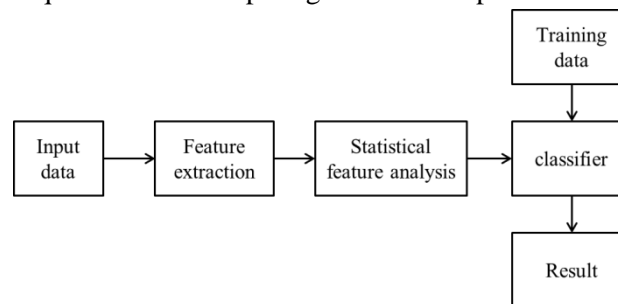 Training
data
Input
data
Feature
extraction
Statistical
feature analysis
classifier
Result